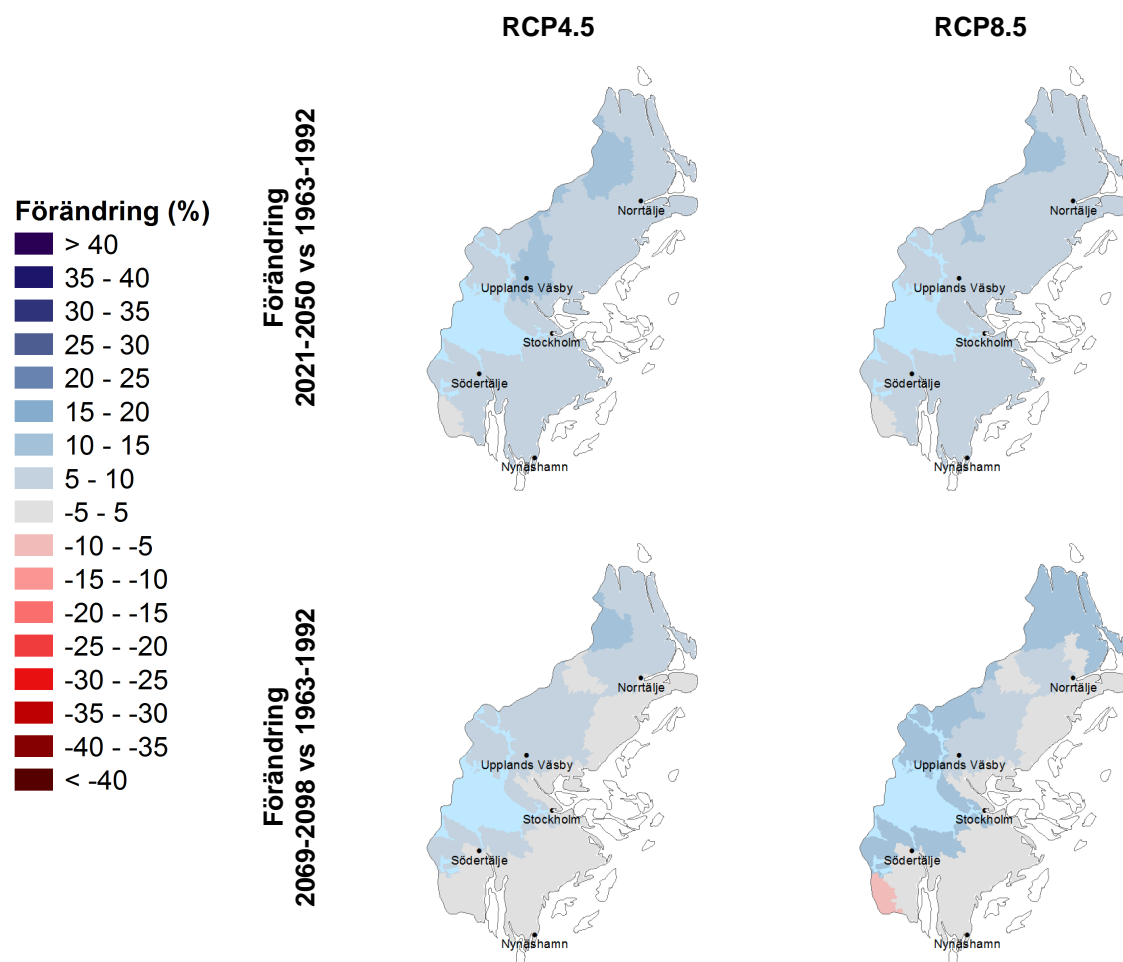 RCP4.5
RCP8.5
Förändring
2021-2050 vs 1963-1992
Förändring (%)
> 40
35 - 40
30 - 35
25 - 30
20 - 25
15 - 20
10 - 15
5 - 10
-5 - 5
-10 - -5
-15 - -10
-20 - -15
-25 - -20
-30 - -25
-35 - -30
-40 - -35
< -40
Norrtälje
Upplands Väsby
Stockholm
Södertälje
Nynäshamn
Norrtälje
Upplands Väsby
Stockholm
Södertälje
Nynäshamn
Förändring
2069-2098 vs 1963-1992
Norrtälje
Upplands Väsby
Stockholm
Södertälje
Nynäshamn
Norrtälje
Upplands Väsby
Stockholm
Södertälje
Nynäshamn